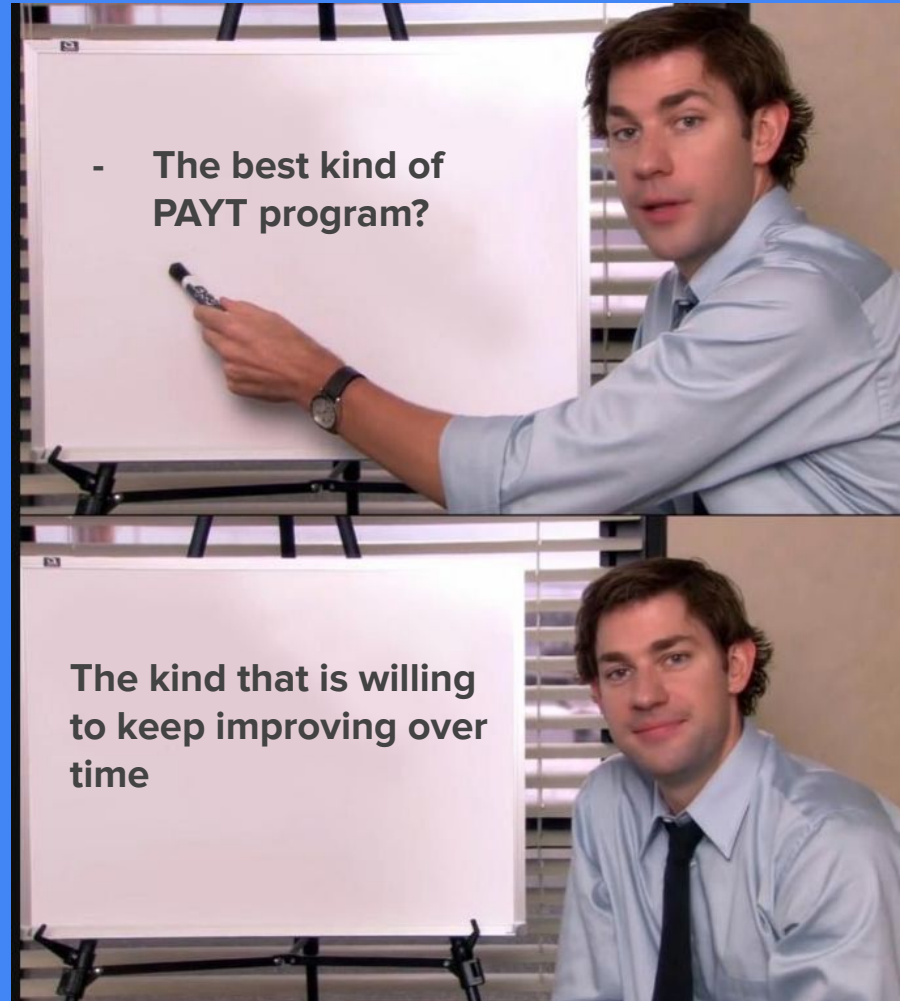 - The best kind of
PAYT program?
The kind that is willing
to keep improving over
time